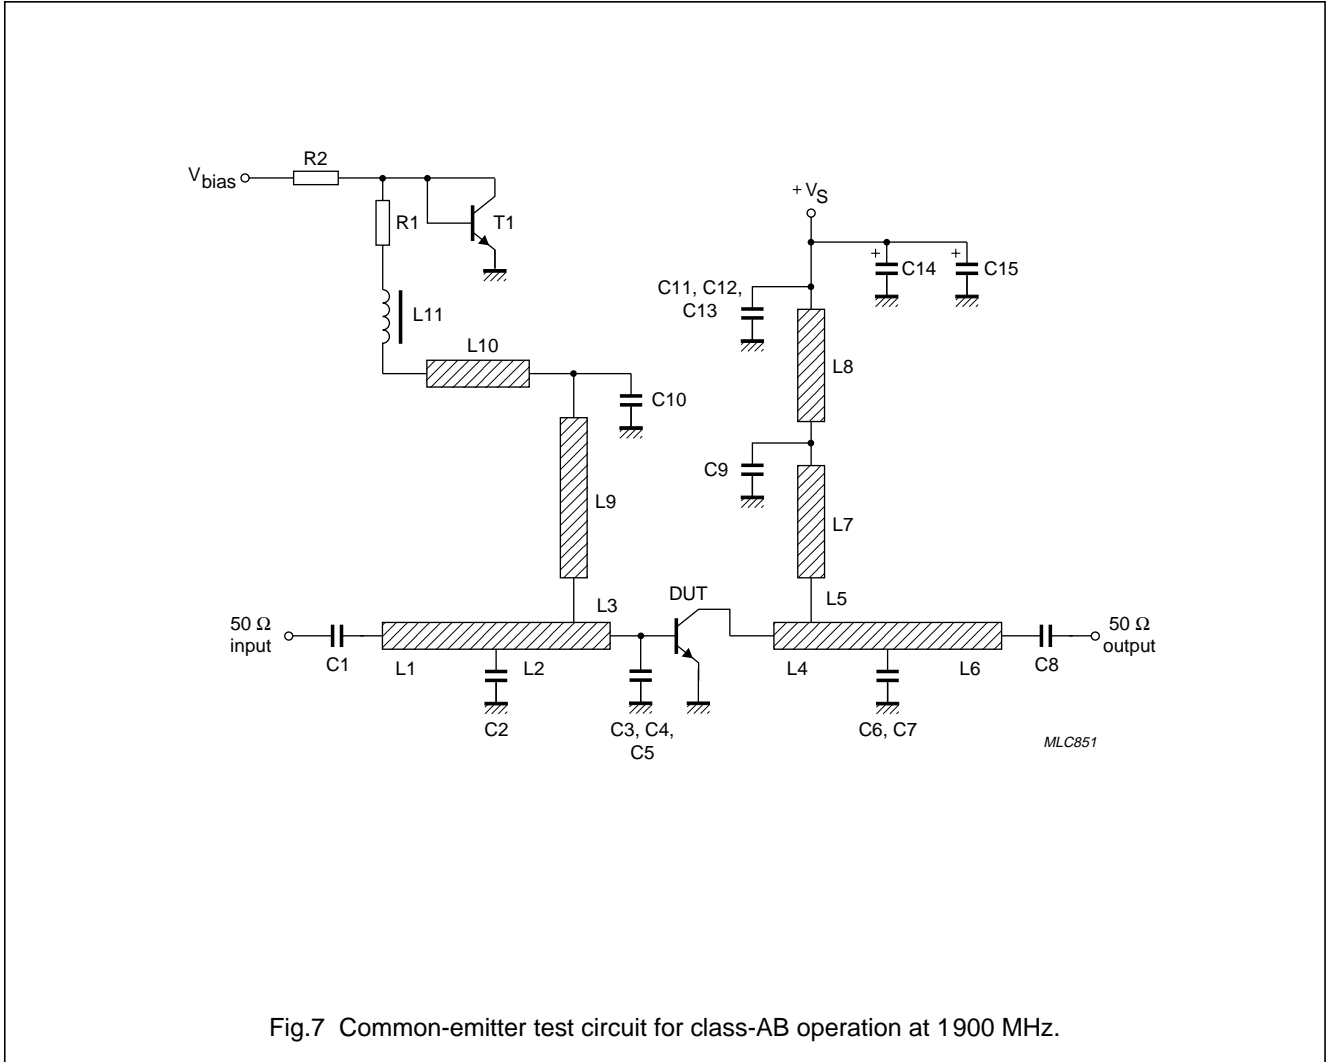 R2
Vbias
R1
T1
+ VS
C14
C15
C11, C12,
C13
L11
L10
L8
C10
C9
L9
L7
DUT
L3
L5
50 Ω
input
50 Ω
output
C1
L1
L2
L4
L6
C8
C2
C3, C4,
C5
C6, C7
MLC851
Fig.7 Common-emitter test circuit for class-AB operation at 1900 MHz.